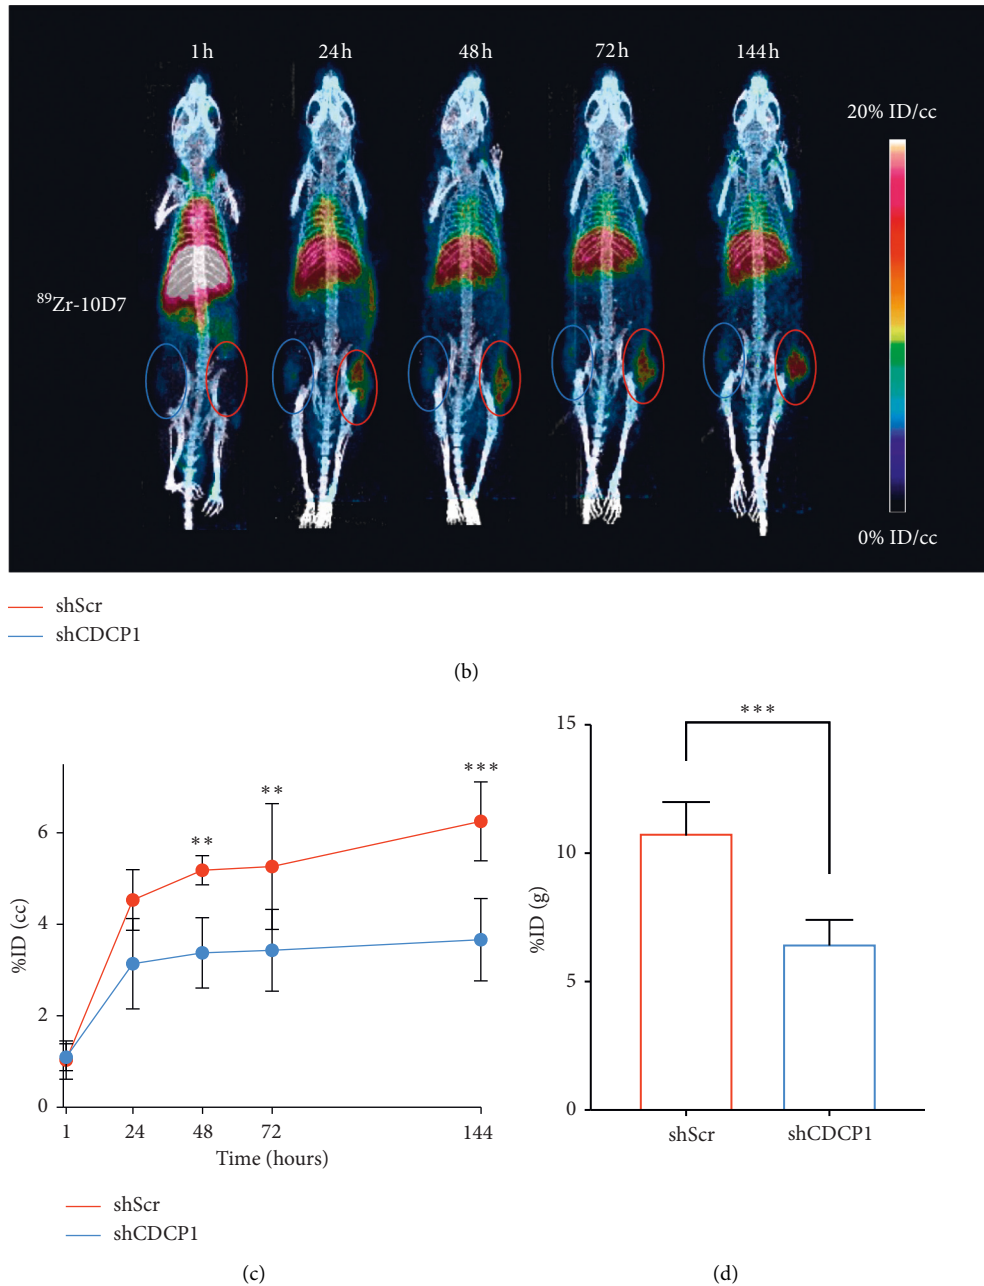 1 h 24 h 48 h 72 h 144 h
20% ID/cc
⁸⁹Zr-10D7
0% ID/cc
shScr
shCDCP1
(b)
%ID (cc)
6
4
2
0
** ** ***
1 24 48 72 144
Time (hours)
shScr
shCDCP1
(c)
%ID (g)
15
10
5
0
***
shScr shCDCP1
(d)